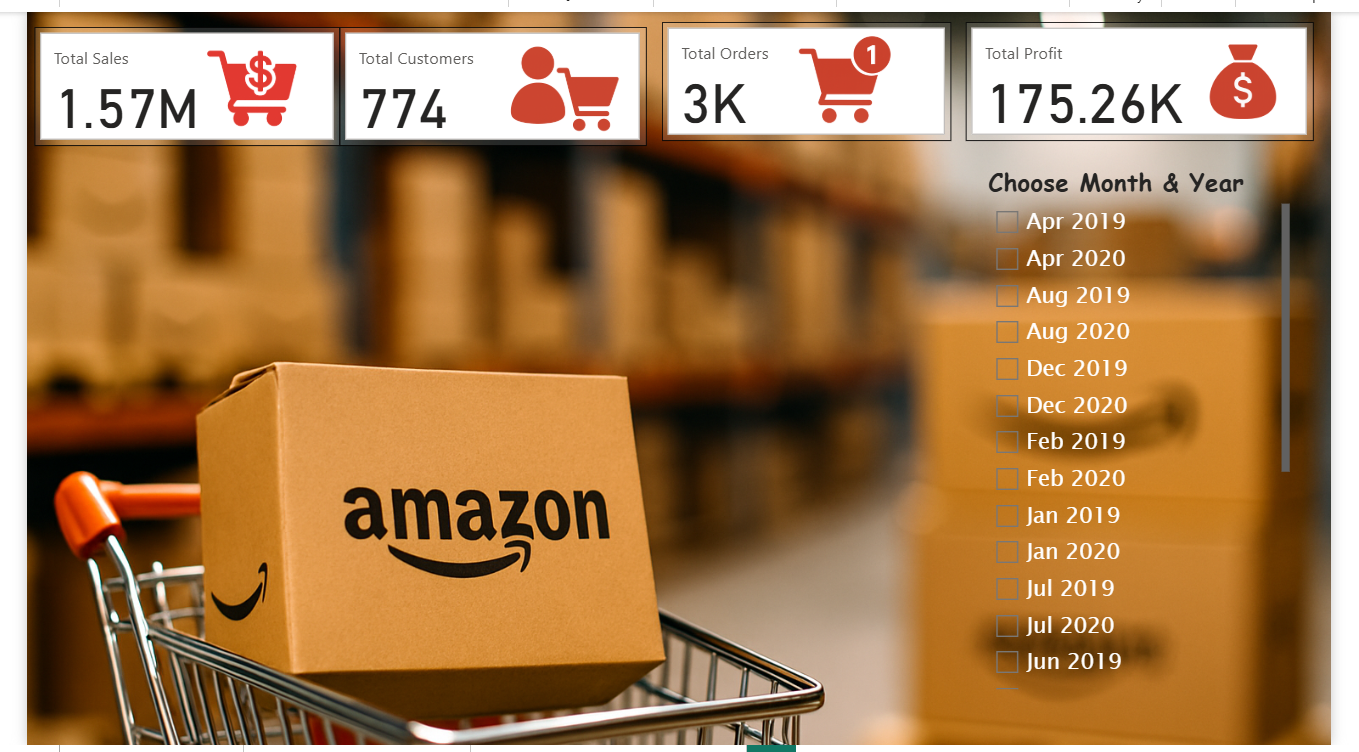 Total Sales
1.57M
$
Total Customers
774
Total Orders
3K
1
Total Profit
175.26K
$
Choose Month & Year
Apr 2019
Apr 2020
Aug 2019
Aug 2020
Dec 2019
Dec 2020
Feb 2019
Feb 2020
Jan 2019
Jan 2020
Jul 2019
Jul 2020
Jun 2019
amazon